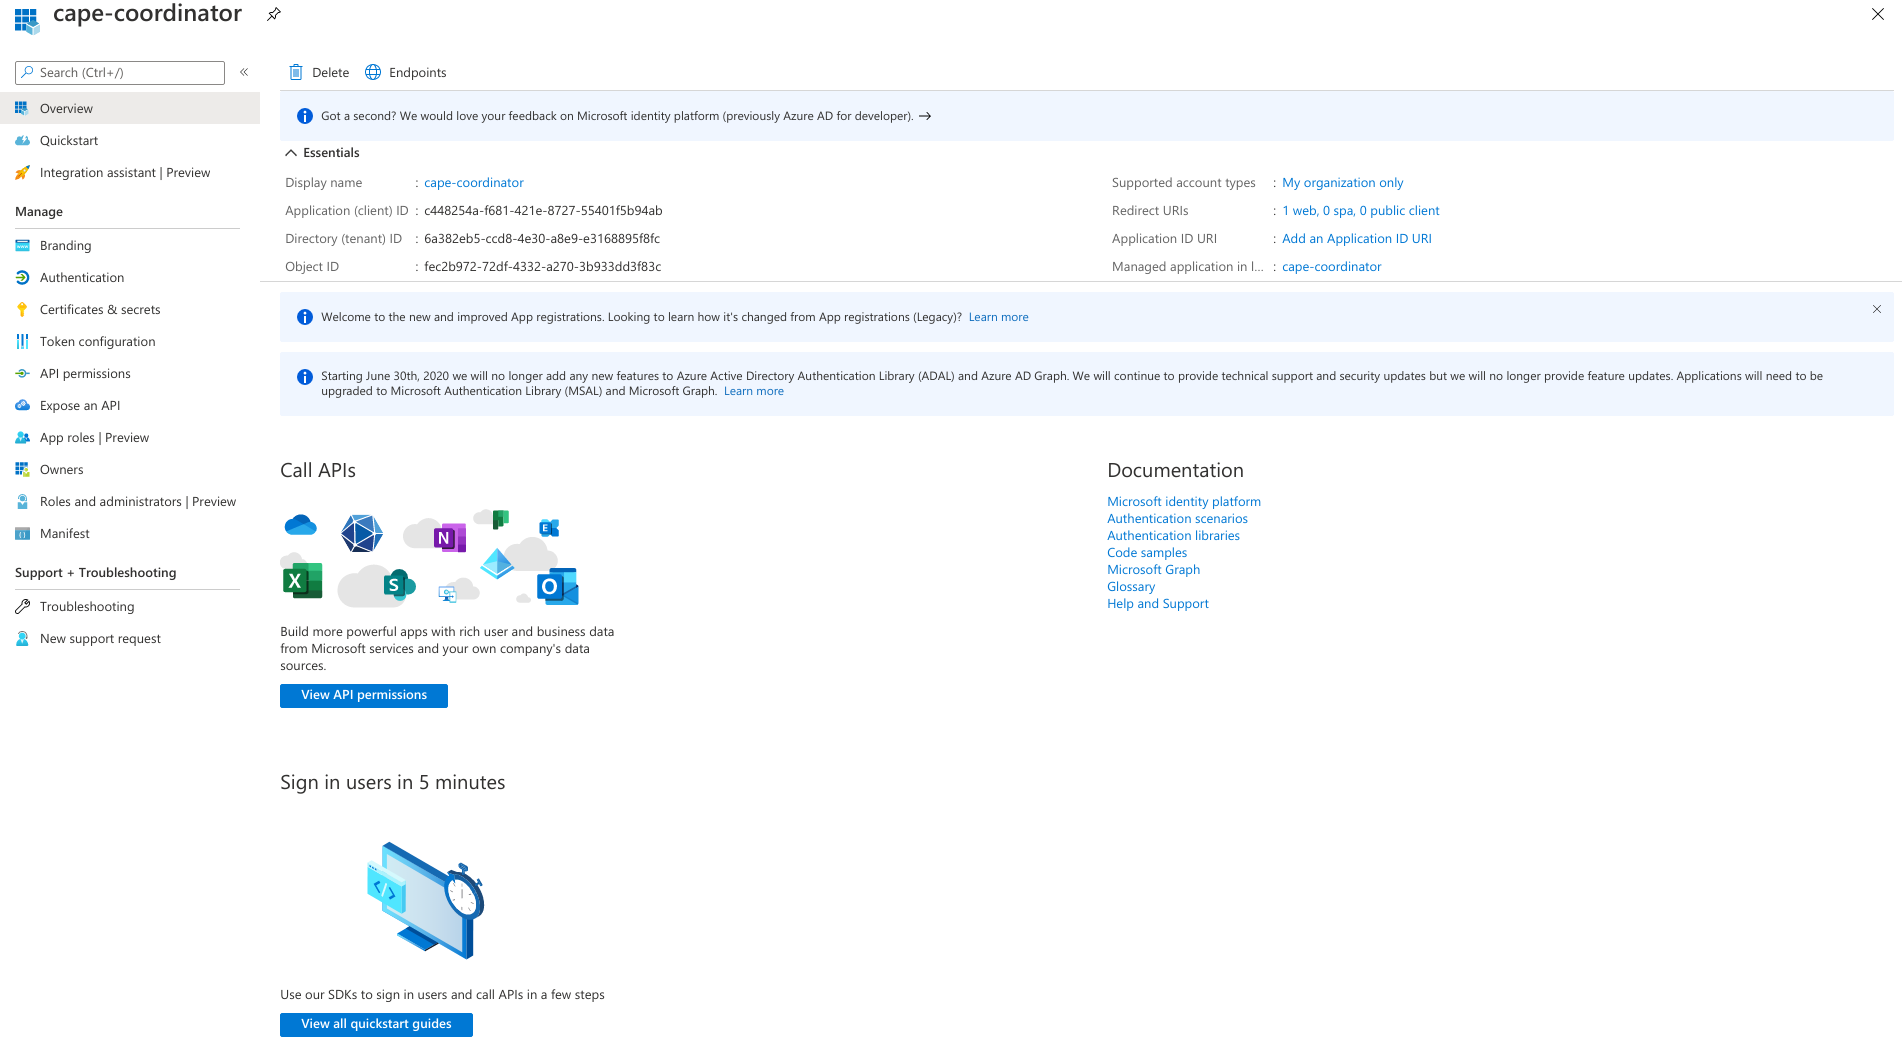 cape-coordinator
Search (Ctrl+/)
«
Overview
Quickstart
Integration assistant | Preview
Manage
Branding
Authentication
Certificates & secrets
Token configuration
API permissions
Expose an API
App roles | Preview
Owners
Roles and administrators | Preview
Manifest
Support + Troubleshooting
Troubleshooting
New support request
Delete
Endpoints
Got a second? We would love your feedback on Microsoft identity platform (previously Azure AD for developer). →
Essentials
Display name : cape-coordinator
Application (client) ID : c448254a-f681-421e-8727-55401f5b94ab
Directory (tenant) ID : 6a382eb5-ccd8-4e30-a8e9-e3168895f8fc
Object ID : fec2b972-72df-4332-a270-3b933dd3f83c
Supported account types : My organization only
Redirect URIs : 1 web, 0 spa, 0 public client
Application ID URI : Add an Application ID URI
Managed application in l... : cape-coordinator
Welcome to the new and improved App registrations. Looking to learn how it's changed from App registrations (Legacy)? Learn more
Starting June 30th, 2020 we will no longer add any new features to Azure Active Directory Authentication Library (ADAL) and Azure AD Graph. We will continue to provide technical support and security updates but we will no longer provide feature updates. Applications will need to be
upgraded to Microsoft Authentication Library (MSAL) and Microsoft Graph. Learn more
Call APIs
N
E
X
S
O
Build more powerful apps with rich user and business data
from Microsoft services and your own company's data
sources.
View API permissions
Documentation
Microsoft identity platform
Authentication scenarios
Authentication libraries
Code samples
Microsoft Graph
Glossary
Help and Support
Sign in users in 5 minutes
</>
Use our SDKs to sign in users and call APIs in a few steps
View all quickstart guides